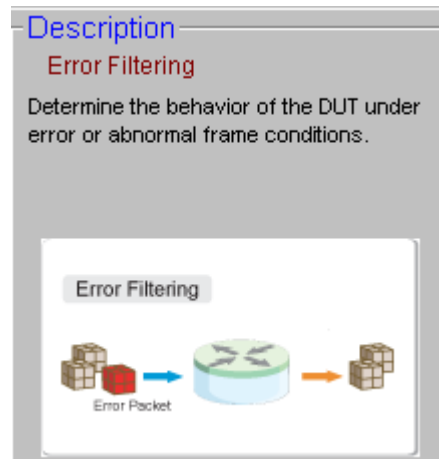 Description
Error Filtering
Determine the behavior of the DUT under
error or abnormal frame conditions.
Error Filtering
Error Packet